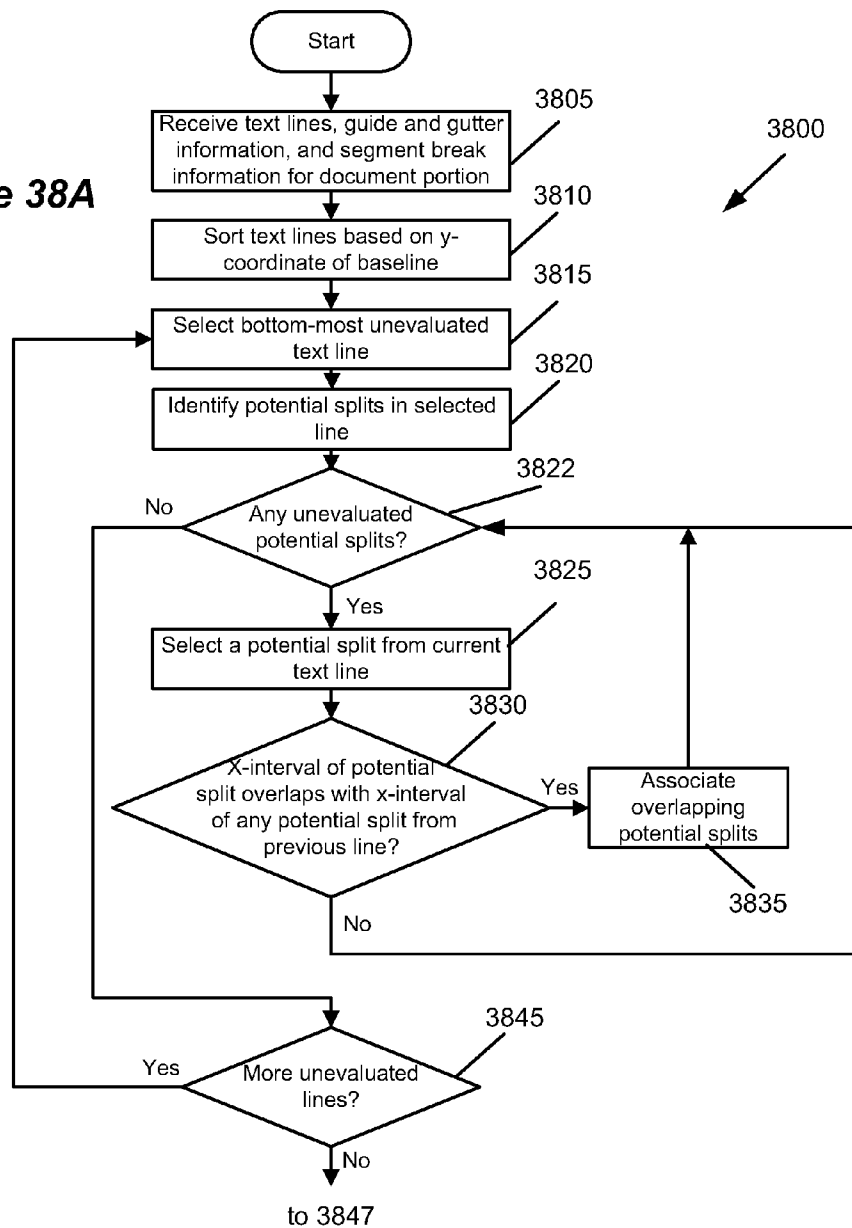 Start
3805
Receive text lines, guide and gutter
information, and segment break
information for document portion
3800
e 38A
3810
Sort text lines based on y-
coordinate of baseline
3815
Select bottom-most unevaluated
text line
3820
Identify potential splits in selected
line
3822
No
Any unevaluated
potential splits?
Yes
3825
Select a potential split from current
text line
3830
X-interval of potential
split overlaps with x-interval
of any potential split from
previous line?
Yes
Associate
overlapping
potential splits
3835
No
3845
Yes
More unevaluated
lines?
No
to 3847